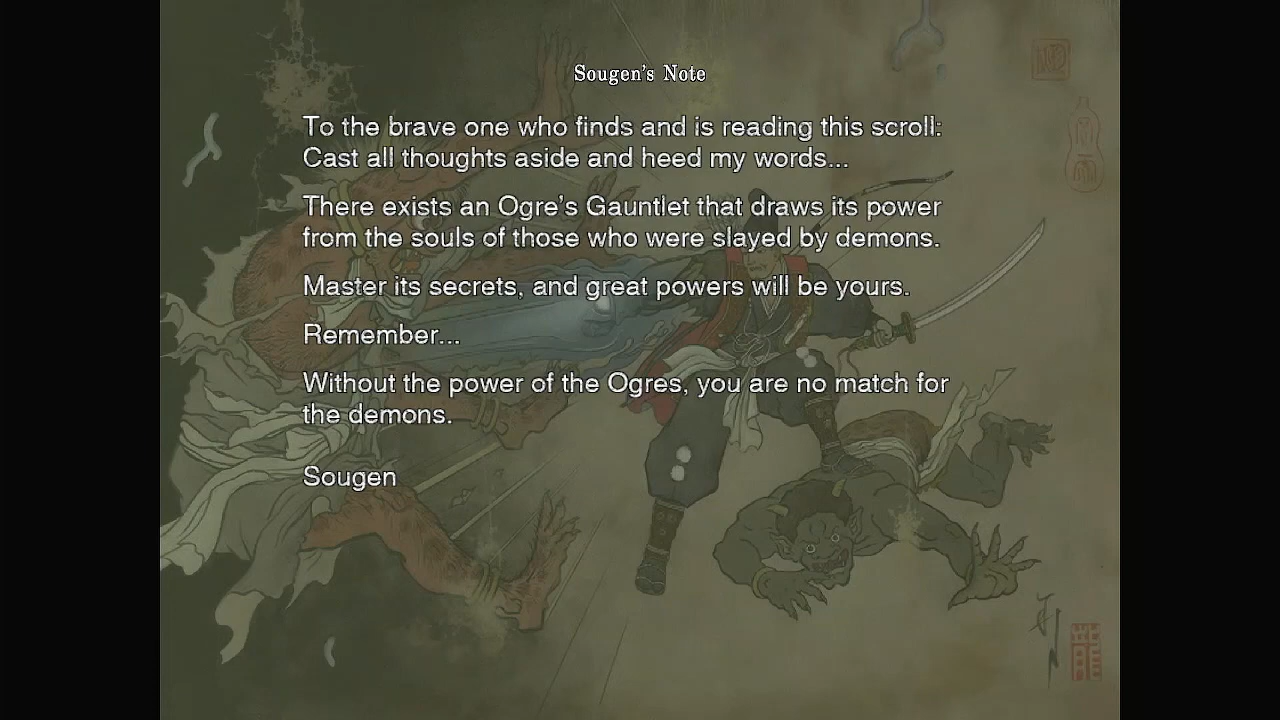 Sougen's Note
To the brave one who finds and is reading this scroll:
Cast all thoughts aside and heed my words...
There exists an Ogre's Gauntlet that draws its power
from the souls of those who were slayed by demons.
Master its secrets, and great powers will be yours.
Remember...
Without the power of the Ogres, you are no match for
the demons.
Sougen